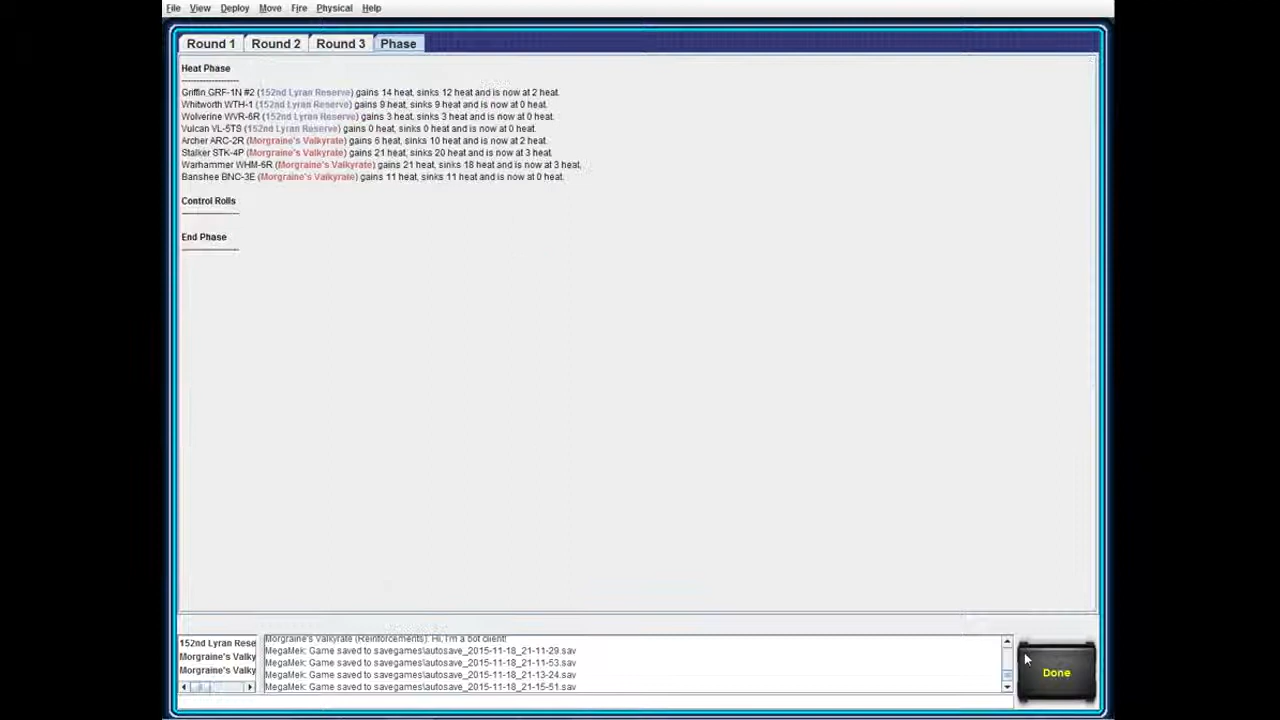 File View Deploy Move Fire Physical Help
Round 1 Round 2 Round 3 Phase
Heat Phase
--------------------
Griffin GRF-1N #2 (152nd Lyran Reserve) gains 14 heat, sinks 12 heat and is now at 2 heat.
Whitworth WTH-1 (152nd Lyran Reserve) gains 9 heat, sinks 9 heat and is now at 0 heat.
Wolverine WVR-6R (152nd Lyran Reserve) gains 3 heat, sinks 3 heat and is now at 0 heat.
Vulcan VL-5TS (152nd Lyran Reserve) gains 0 heat, sinks 0 heat and is now at 0 heat.
Archer ARC-2R (Morgraine's Valkyrate) gains 6 heat, sinks 10 heat and is now at 2 heat.
Stalker STK-4P (Morgraine's Valkyrate) gains 21 heat, sinks 20 heat and is now at 3 heat.
Warhammer WHM-6R (Morgraine's Valkyrate) gains 21 heat, sinks 18 heat and is now at 3 heat.
Banshee BNC-3E (Morgraine's Valkyrate) gains 11 heat, sinks 11 heat and is now at 0 heat.
Control Rolls
--------------------
End Phase
--------------------
152nd Lyran Rese
Morgraine's Valky
Morgraine's Valky
Morgraine's Valkyrate (Reinforcements): Hi, I'm a bot client!
MegaMek: Game saved to savegames\autosave_2015-11-18_21-11-29.sav
MegaMek: Game saved to savegames\autosave_2015-11-18_21-11-53.sav
MegaMek: Game saved to savegames\autosave_2015-11-18_21-13-24.sav
MegaMek: Game saved to savegames\autosave_2015-11-18_21-15-51.sav
Done